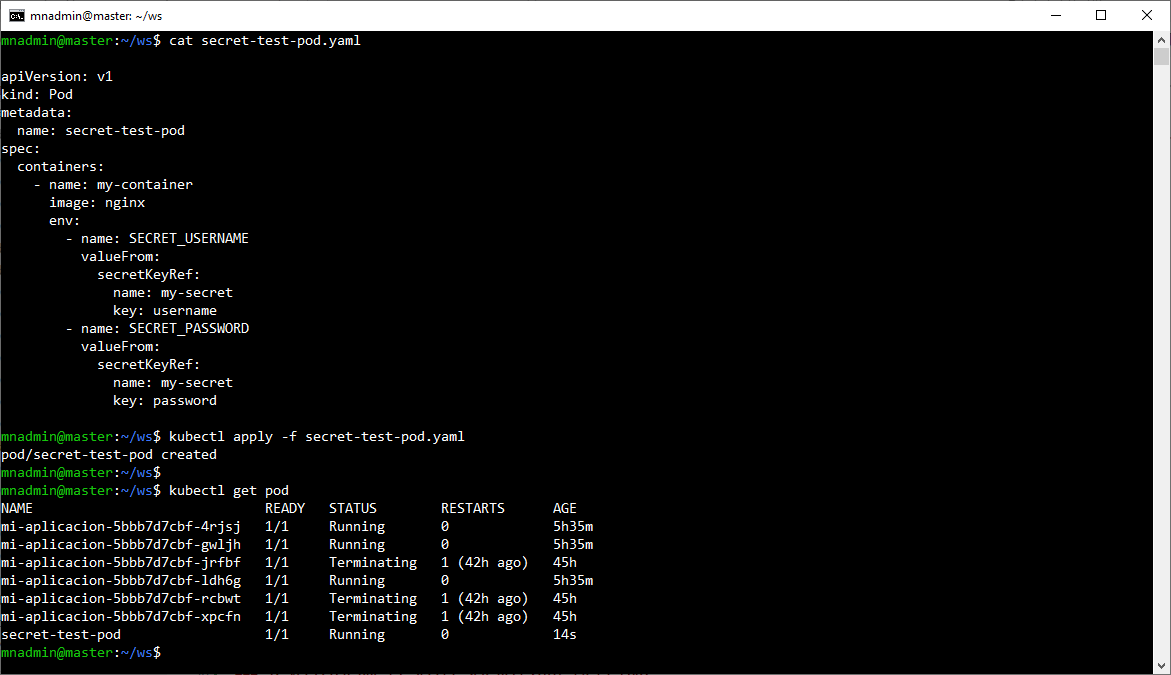 mnadmin@master: ~/ws
mnadmin@master:~/ws$ cat secret-test-pod.yaml

apiVersion: v1
kind: Pod
metadata:
  name: secret-test-pod
spec:
  containers:
    - name: my-container
      image: nginx
      env:
        - name: SECRET_USERNAME
          valueFrom:
            secretKeyRef:
              name: my-secret
              key: username
        - name: SECRET_PASSWORD
          valueFrom:
            secretKeyRef:
              name: my-secret
              key: password

mnadmin@master:~/ws$ kubectl apply -f secret-test-pod.yaml
pod/secret-test-pod created
mnadmin@master:~/ws$
mnadmin@master:~/ws$ kubectl get pod
NAME                             READY   STATUS        RESTARTS      AGE
mi-aplicacion-5bbb7d7cbf-4rjsj   1/1     Running       0             5h35m
mi-aplicacion-5bbb7d7cbf-gwljh   1/1     Running       0             5h35m
mi-aplicacion-5bbb7d7cbf-jrfbf   1/1     Terminating   1 (42h ago)   45h
mi-aplicacion-5bbb7d7cbf-ldh6g   1/1     Running       0             5h35m
mi-aplicacion-5bbb7d7cbf-rcbwt   1/1     Terminating   1 (42h ago)   45h
mi-aplicacion-5bbb7d7cbf-xpcfn   1/1     Terminating   1 (42h ago)   45h
secret-test-pod                  1/1     Running       0             14s
mnadmin@master:~/ws$